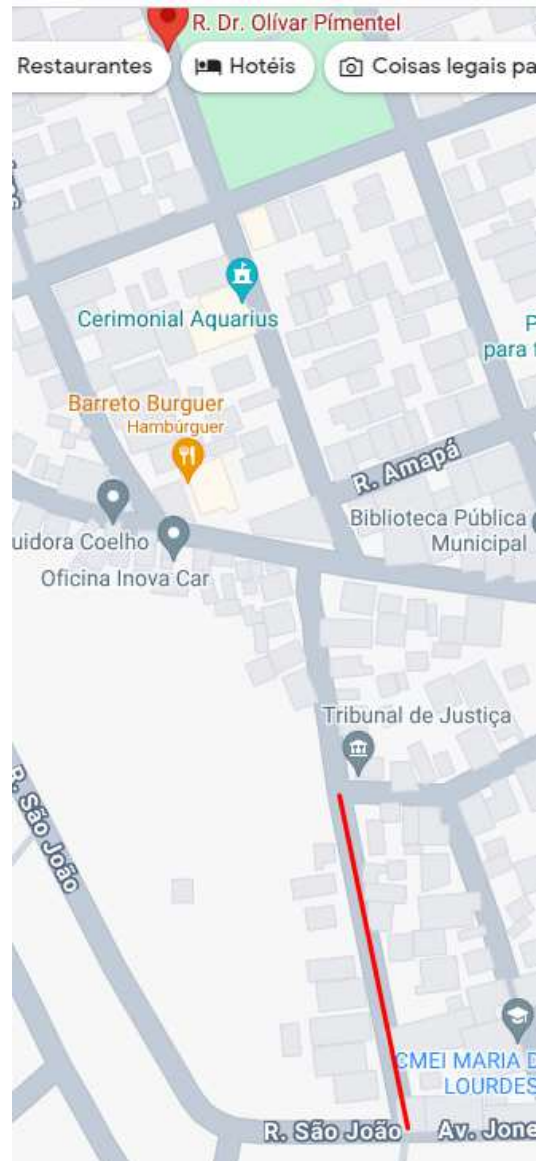 R. Dr. Olívar Pímentel
Restaurantes
Hotéis
Coisas legais pa
Cerimonial Aquarius
P
para f
Barreto Burguer
Hambúrguer
R. Amapá
Biblioteca Pública
Municipal
uidora Coelho
Oficina Inova Car
Tribunal de Justiça
R. São João
CMEI MARIA D
LOURDES
R. São João
Av. Jone